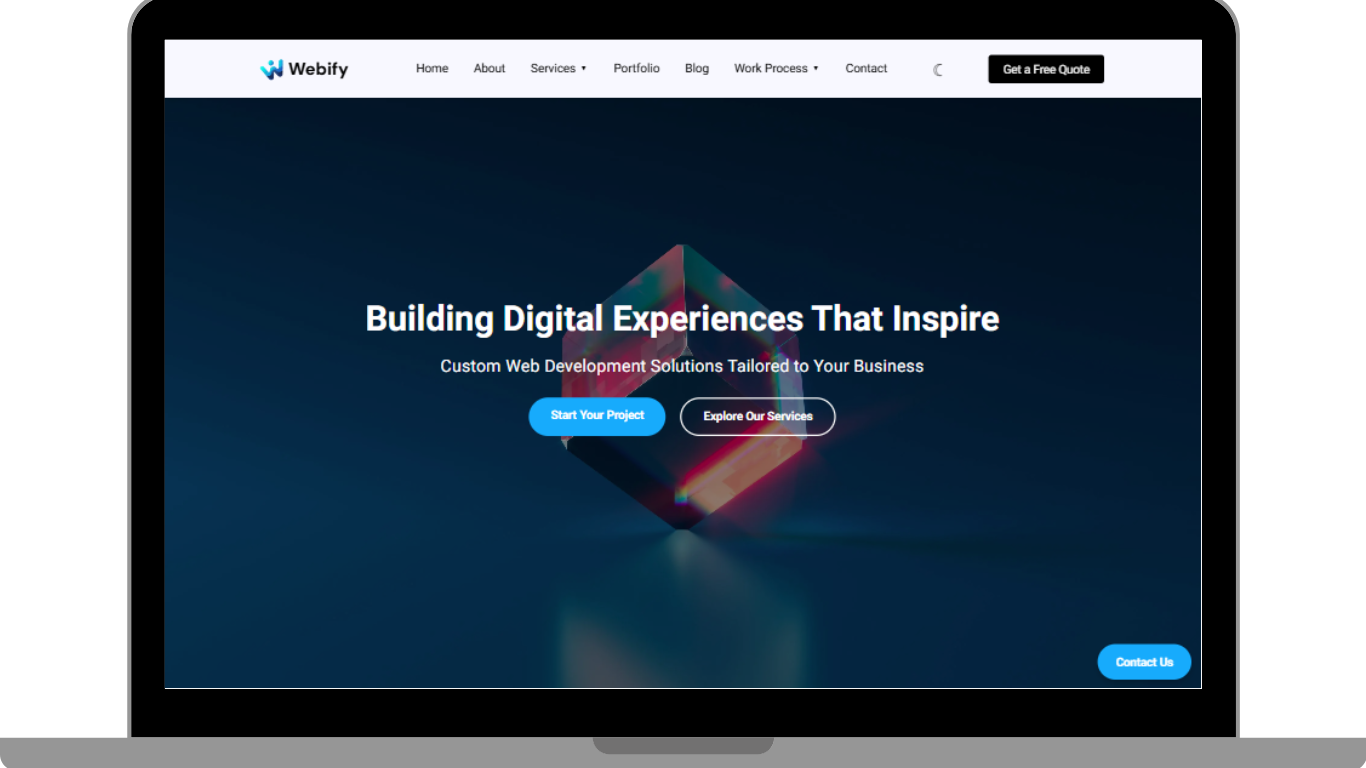 Webify
Home About Services ▼ Portfolio Blog Work Process ▼ Contact
Get a Free Quote
Building Digital Experiences That Inspire
Custom Web Development Solutions Tailored to Your Business
Start Your Project
Explore Our Services
Contact Us